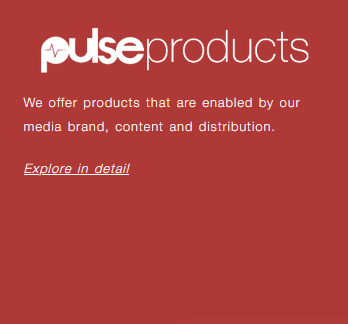 pulseproducts
We offer products that are enabled by our
media brand, content and distribution.
Explore in detail